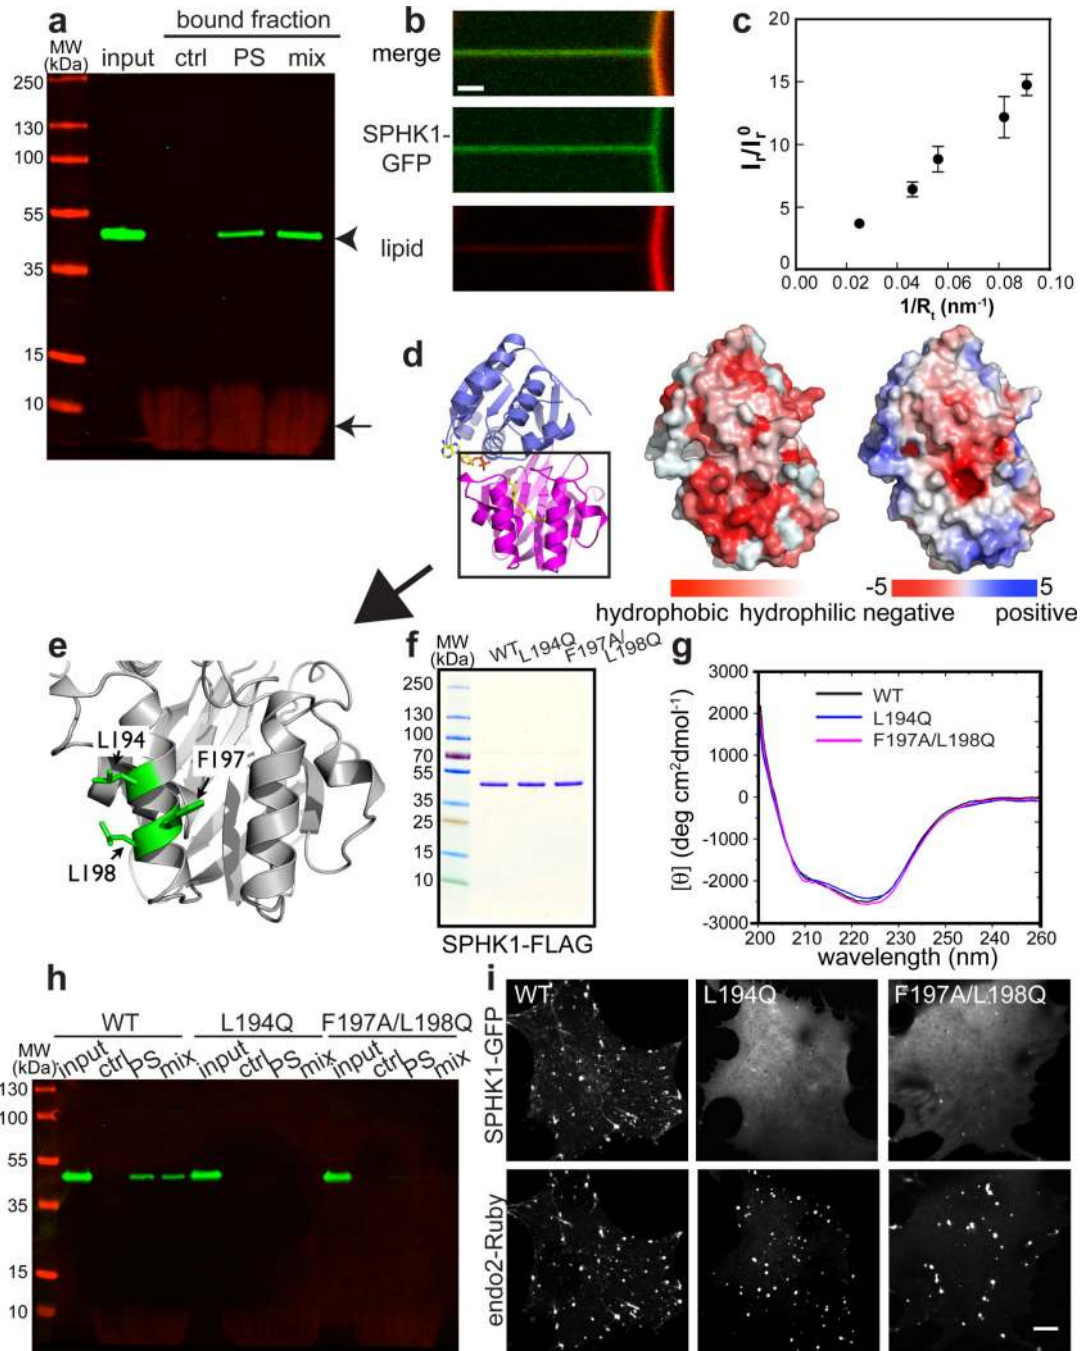 a
bound fraction
MW
(kDa)
input
ctrl
PS
mix
250
130
100
55
35
15
10
b
merge
SPHK1-
GFP
lipid
c
Ir/Ir0
20
15
10
5
0
0.00
0.02
0.04
0.06
0.08
0.10
1/Rt (nm-1)
d
hydrophobic
hydrophilic
-5
5
negative
positive
e
L194
F197
L198
f
MW
(kDa)
WT
L194Q
F197A/
L198Q
250
130
100
70
55
35
25
15
10
SPHK1-FLAG
g
[θ] (deg cm2dmol-1)
3000
2000
1000
0
-1000
-2000
-3000
WT
L194Q
F197A/L198Q
200
210
220
230
240
250
260
wavelength (nm)
h
WT
L194Q
F197A/L198Q
MW
(kDa)
input
ctrl
PS
mix
input
ctrl
PS
mix
input
ctrl
PS
mix
130
100
55
35
15
10
i
WT
L194Q
F197A/L198Q
SPHK1-GFP
endo2-Ruby